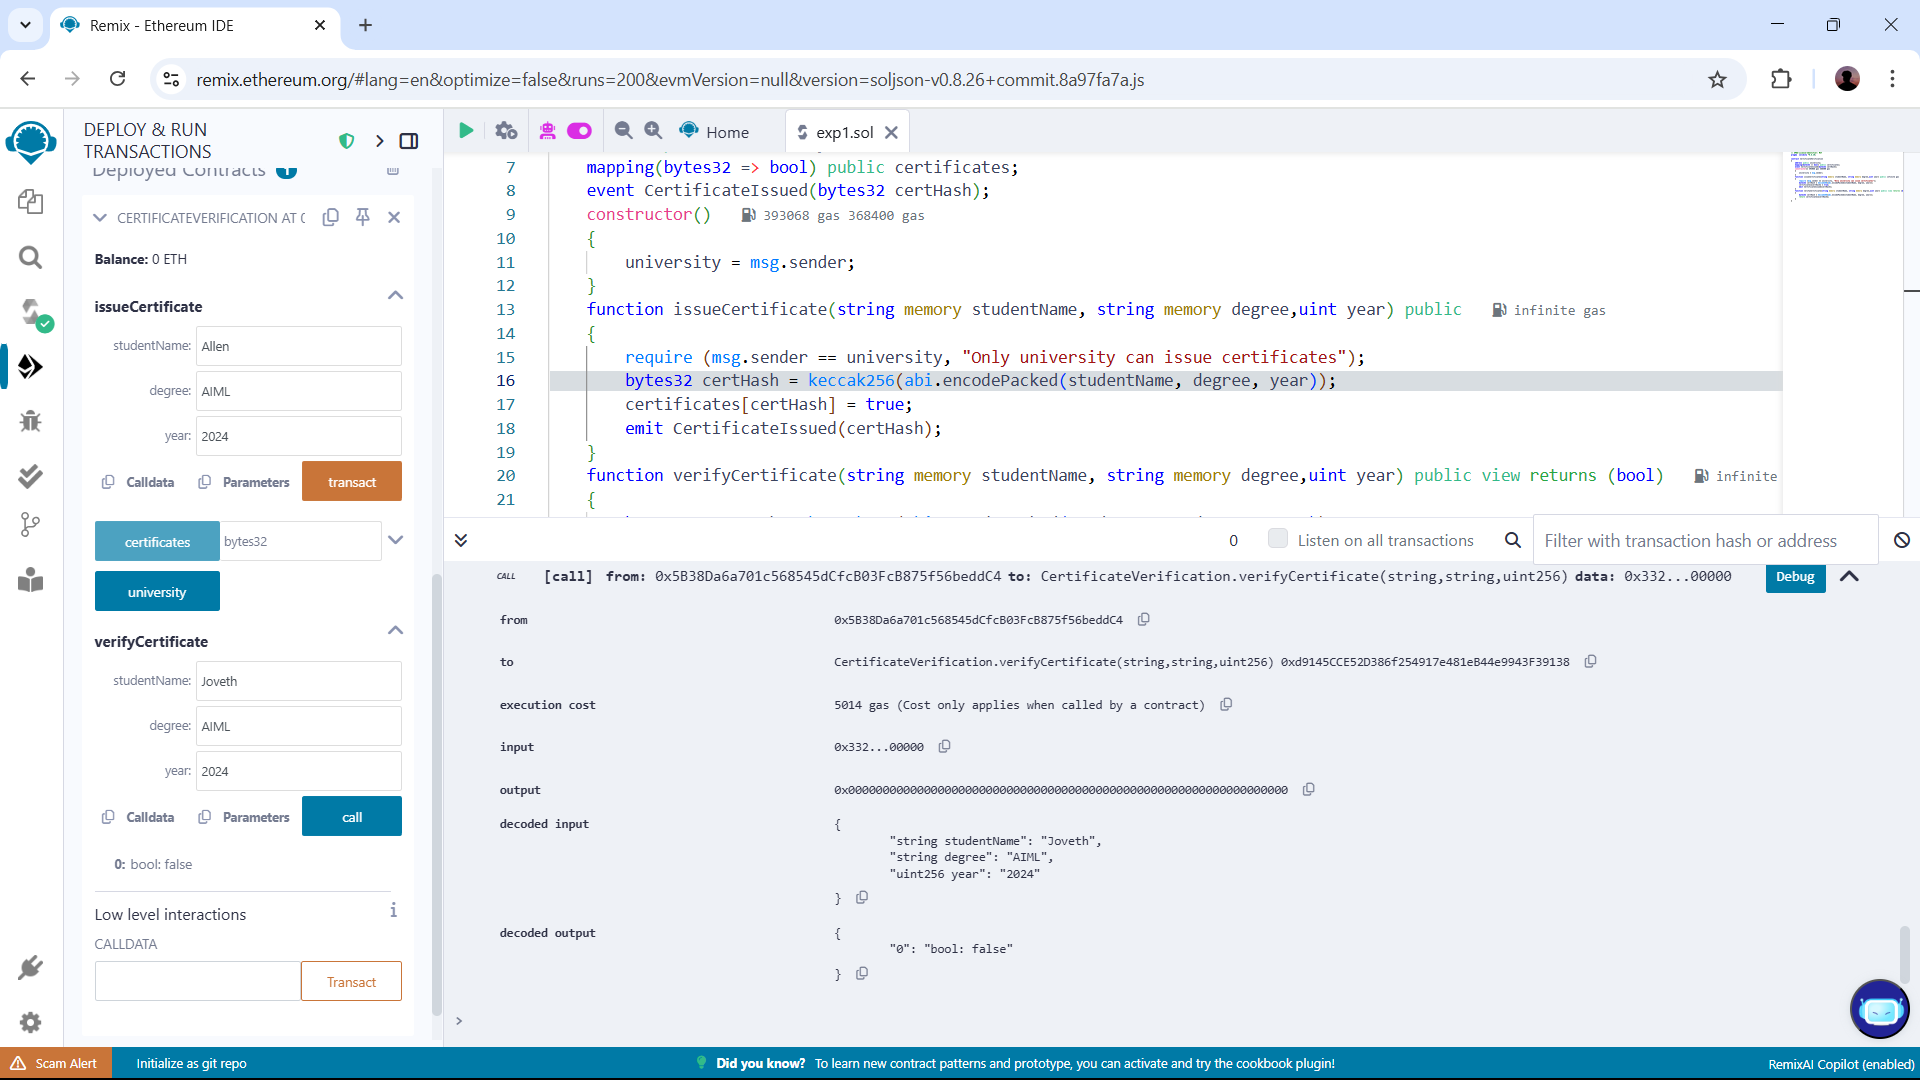 Remix - Ethereum IDE
remix.ethereum.org/#lang=en&optimize=false&runs=200&evmVersion=null&version=soljson-v0.8.26+commit.8a97fa7a.js
DEPLOY & RUN
TRANSACTIONS
Deployed Contracts 1
CERTIFICATEVERIFICATION AT 0
Balance: 0 ETH
issueCertificate
studentName: Allen
degree: AIML
year: 2024
Calldata Parameters transact
certificates bytes32
university
verifyCertificate
studentName: Joveth
degree: AIML
year: 2024
Calldata Parameters call
0: bool: false
Low level interactions
CALLDATA
Transact
Home exp1.sol
7 mapping(bytes32 => bool) public certificates;
8 event CertificateIssued(bytes32 certHash);
9 constructor() 393068 gas 368400 gas
10 {
11 university = msg.sender;
12 }
13 function issueCertificate(string memory studentName, string memory degree,uint year) public infinite gas
14 {
15 require (msg.sender == university, "Only university can issue certificates");
16 bytes32 certHash = keccak256(abi.encodePacked(studentName, degree, year));
17 certificates[certHash] = true;
18 emit CertificateIssued(certHash);
19 }
20 function verifyCertificate(string memory studentName, string memory degree,uint year) public view returns (bool) infinite
21 {
0 Listen on all transactions Filter with transaction hash or address
CALL [call] from: 0x5B38Da6a701c568545dCfcB03FcB875f56beddC4 to: CertificateVerification.verifyCertificate(string,string,uint256) data: 0x332...00000 Debug
from 0x5B38Da6a701c568545dCfcB03FcB875f56beddC4
to CertificateVerification.verifyCertificate(string,string,uint256) 0xd9145CCE52D386f254917e481eB44e9943F39138
execution cost 5014 gas (Cost only applies when called by a contract)
input 0x332...00000
output 0x0000000000000000000000000000000000000000000000000000000000000000
decoded input {
"string studentName": "Joveth",
"string degree": "AIML",
"uint256 year": "2024"
}
decoded output {
"0": "bool: false"
}
>
Scam Alert Initialize as git repo Did you know? To learn new contract patterns and prototype, you can activate and try the cookbook plugin! RemixAI Copilot (enabled)